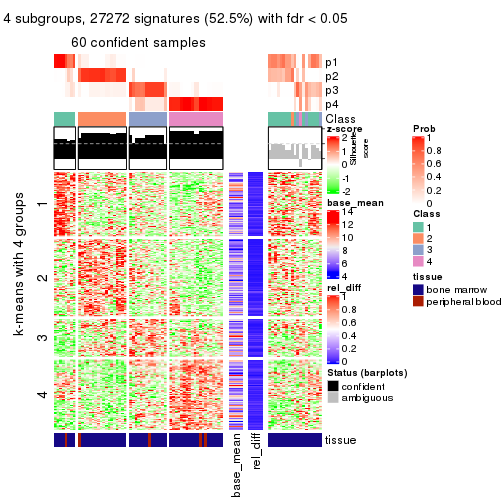 4 subgroups, 27272 signatures (52.5%) with fdr < 0.05
60 confident samples
p1
p2
p3
p4
Class
Silhouette
score
k-means with 4 groups
1
2
3
4
tissue
base_mean
rel_diff
z-score
2
1
0
-1
-2
base_mean
14
12
10
8
6
4
rel_diff
1
0.8
0.6
0.4
0.2
0
Status (barplots)
confident
ambiguous
Prob
1
0.8
0.6
0.4
0.2
0
Class
1
2
3
4
tissue
bone marrow
peripheral blood